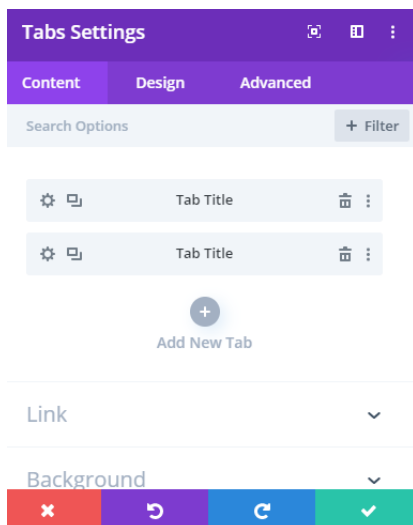 Tabs Settings
Content Design Advanced
Search Options + Filter
Tab Title
Tab Title
Add New Tab
Link
Background